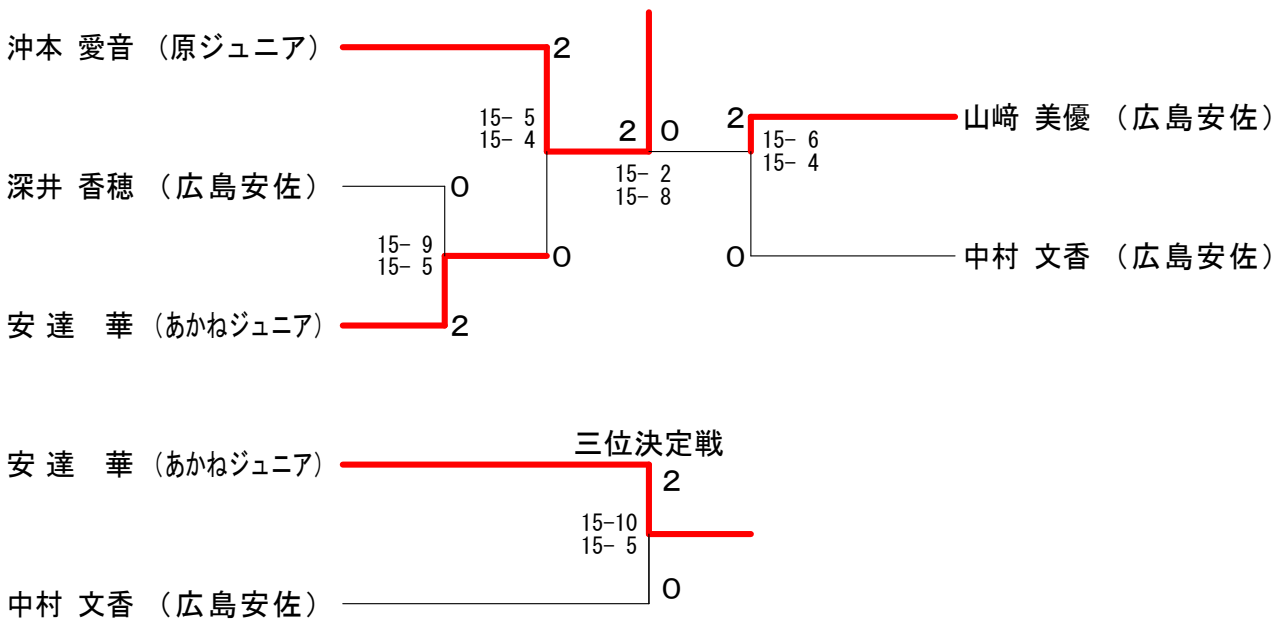 沖本 愛音 （原ジュニア）
2
15- 5
15- 4
2 0
2
山﨑 美優 （広島安佐）
15- 6
15- 4
15- 2
15- 8
深井 香穂 （広島安佐）
0
15- 9
15- 5
0
0
中村 文香 （広島安佐）
安 達 華 （あかねジュニア）
2
三位決定戦
安 達 華 （あかねジュニア）
2
15-10
15- 5
0
中村 文香 （広島安佐）